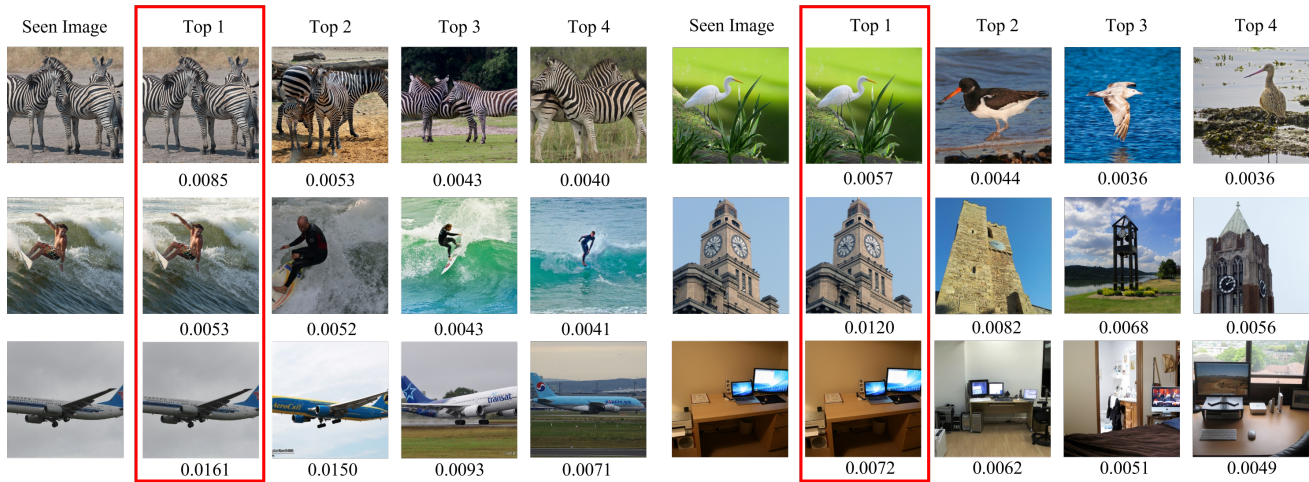 Seen Image Top 1 Top 2 Top 3 Top 4 Seen Image Top 1 Top 2 Top 3 Top 4
0.0085 0.0053 0.0043 0.0040 0.0057 0.0044 0.0036 0.0036
0.0053 0.0052 0.0043 0.0041 0.0120 0.0082 0.0068 0.0056
transat
0.0161 0.0150 0.0093 0.0071 0.0072 0.0062 0.0051 0.0049